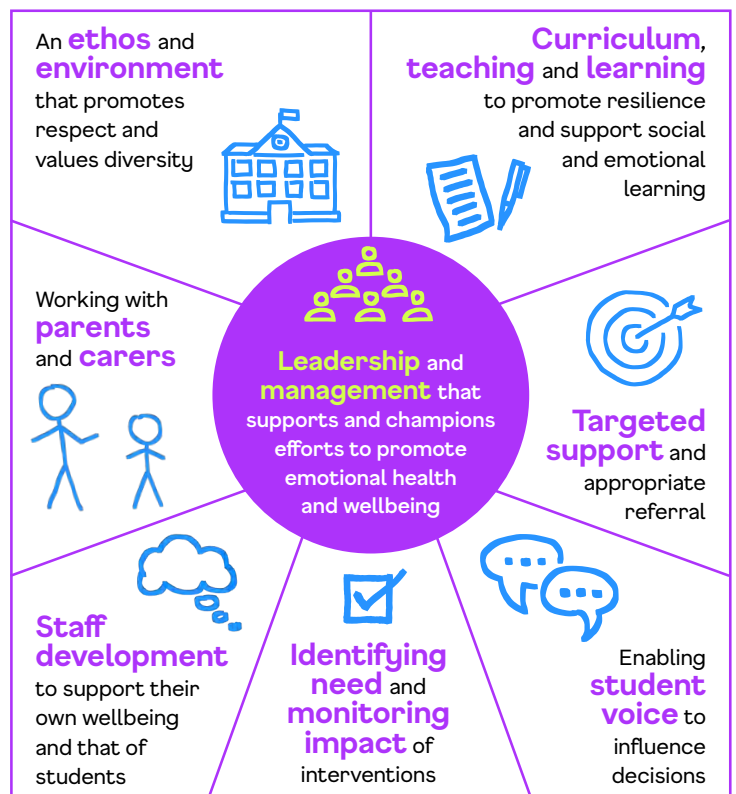 An ethos and
environment
that promotes
respect and
values diversity
Curriculum,
teaching and learning
to promote resilience
and support social
and emotional
learning
Working with
parents
and carers
Leadership and
management that
supports and champions
efforts to promote
emotional health
and wellbeing
Targeted
support and
appropriate
referral
Staff
development
to support their
own wellbeing
and that of
students
Identifying
need and
monitoring
impact of
interventions
Enabling
student
voice to
influence
decisions